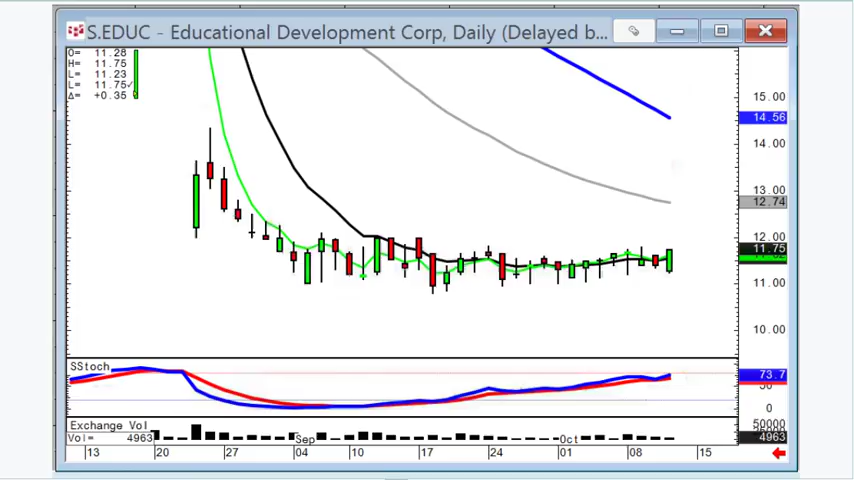 S.EDUC - Educational Development Corp, Daily (Delayed b...
O= 11.28
H= 11.75
L= 11.23
L= 11.75✓
Δ= +0.35
15.00
14.56
14.00
13.00
12.74
12.00
11.75
11.00
10.00
SStoch
73.7
50
0
Exchange Vol
Vol= 4963
50000
4963
13 20 27 Sep 04 10 17 24 Oct 01 08 15